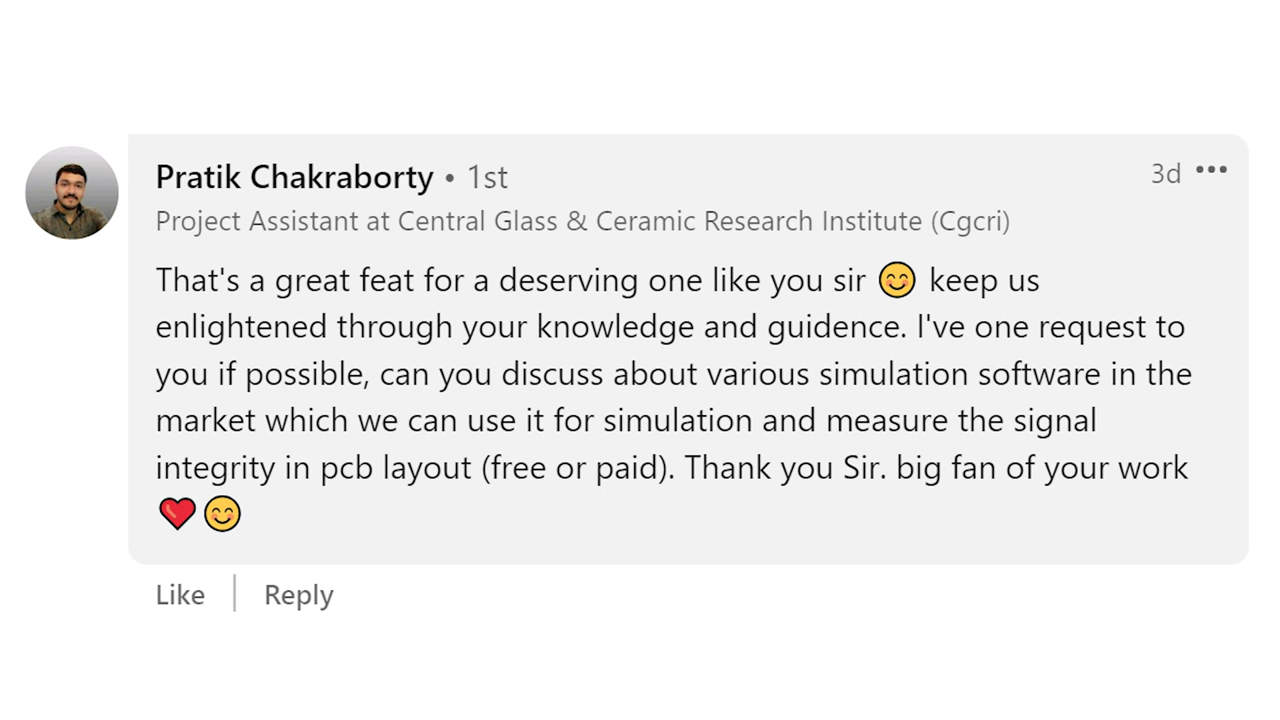 Pratik Chakraborty • 1st
3d •••
Project Assistant at Central Glass & Ceramic Research Institute (Cgcri)
That's a great feat for a deserving one like you sir 😊 keep us
enlightened through your knowledge and guidence. I've one request to
you if possible, can you discuss about various simulation software in the
market which we can use it for simulation and measure the signal
integrity in pcb layout (free or paid). Thank you Sir. big fan of your work
❤️😊
Like | Reply